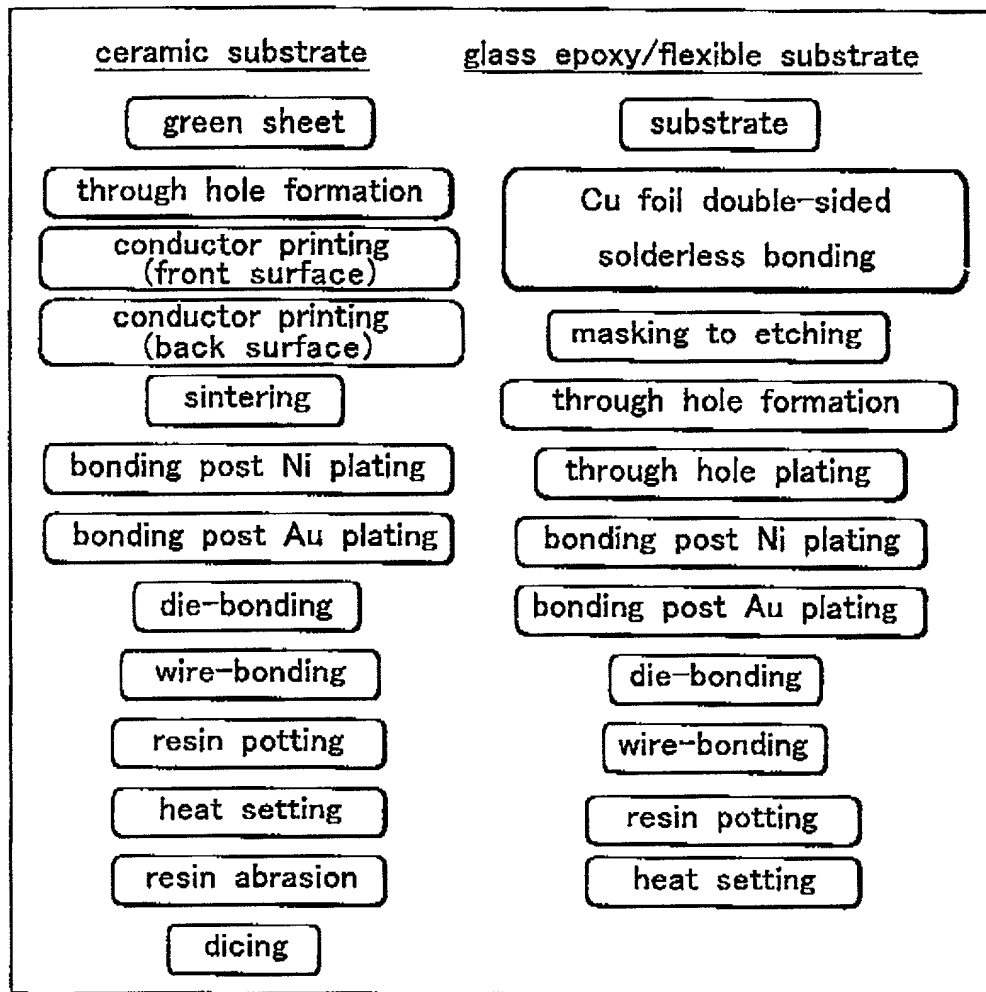 ceramic substrate
green sheet
through hole formation
conductor printing
(front surface)
conductor printing
(back surface)
sintering
bonding post Ni plating
bonding post Au plating
die-bonding
wire-bonding
resin potting
heat setting
resin abrasion
dicing
glass epoxy/flexible substrate
substrate
Cu foil double-sided
solderless bonding
masking to etching
through hole formation
through hole plating
bonding post Ni plating
bonding post Au plating
die-bonding
wire-bonding
resin potting
heat setting